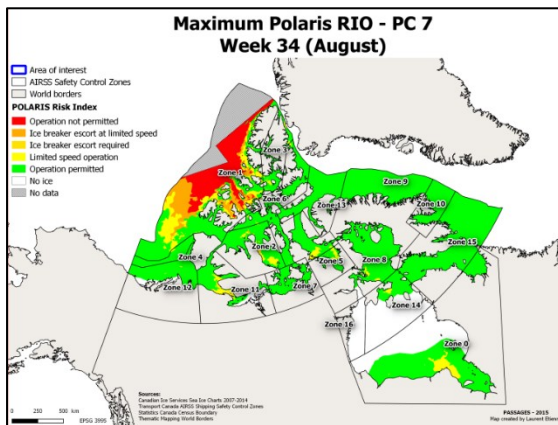 Maximum Polaris RIO - PC 7
Week 34 (August)
Area of interest
AIRSS Safety Control Zones
World borders
POLARIS Risk Index
Operation not permitted
Ice breaker escort at limited speed
Ice breaker escort required
Limited speed operation
Operation permitted
No ice
No data
Zone 3
Zone 1
Zone 9
Zone 6
Zone 13
Zone 10
Zone 2
Zone 15
Zone 4
Zone 5
Zone 8
Zone 12
Zone 11
Zone 7
Zone 14
Zone 16
Zone 0
Sources:
Canadian Ice Services Sea Ice Charts 2007-2014
Transport Canada AIRSS Shipping Safety Control Zones
Statistics Canada Census Boundary
Thematic Mapping World Borders
0 250 500 km
EPSG 3995
PASSAGES - 2015
Map created by Laurent Etienne